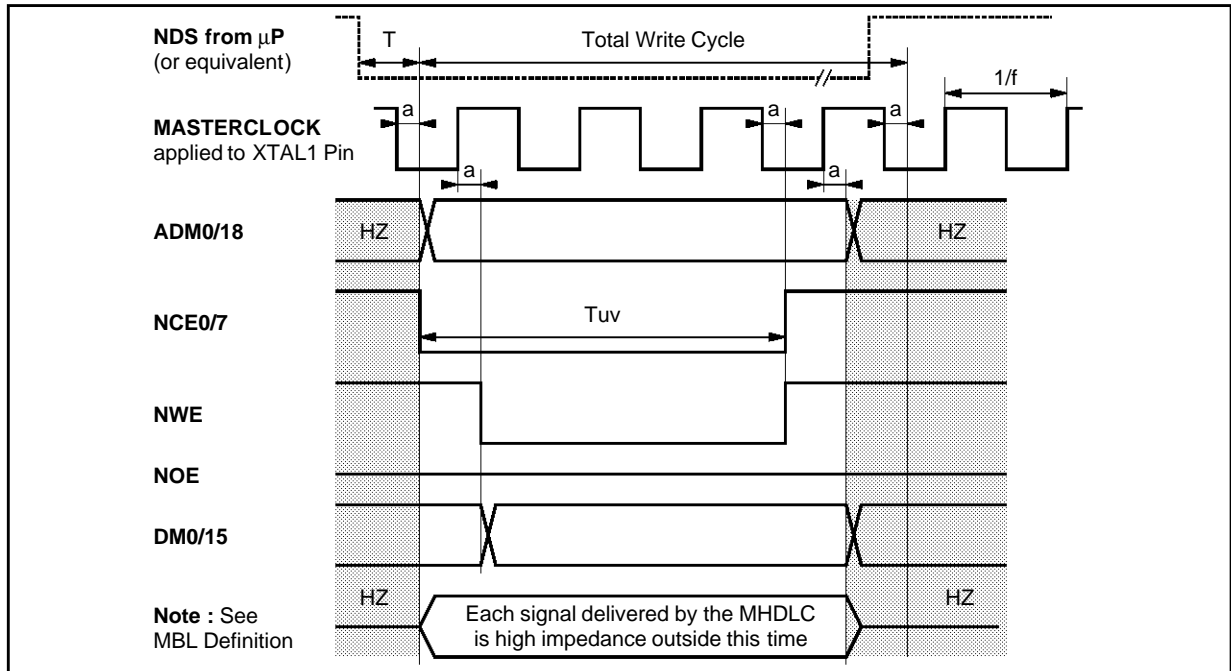 NDS from μP
(or equivalent)
T
Total Write Cycle
1/f
MASTERCLOCK
applied to XTAL1 Pin
a
a
a
a
a
ADM0/18
HZ
HZ
NCE0/7
Tuv
NWE
NOE
DM0/15
HZ
HZ
Note : See
MBL Definition
Each signal delivered by the MHDLC
is high impedance outside this time